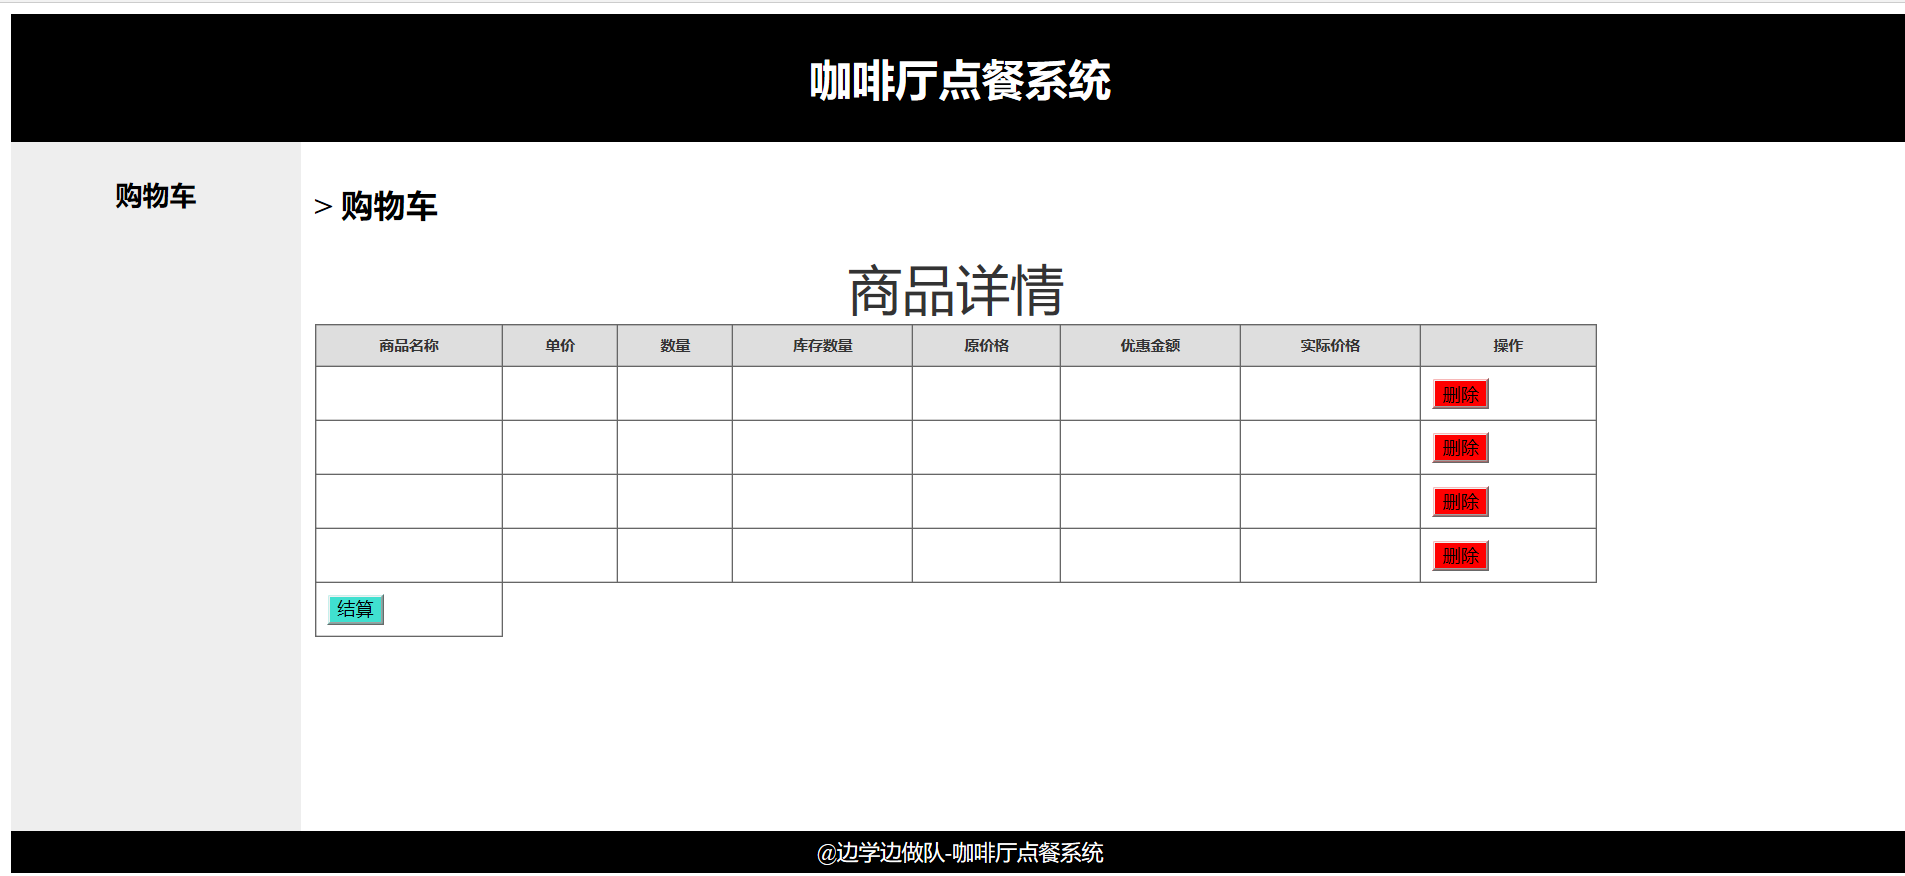 咖啡厅点餐系统
购物车
> 购物车
商品详情
商品名称 单价 数量 库存数量 原价格 优惠金额 实际价格 操作
删除
删除
删除
删除
结算
@边学边做队-咖啡厅点餐系统